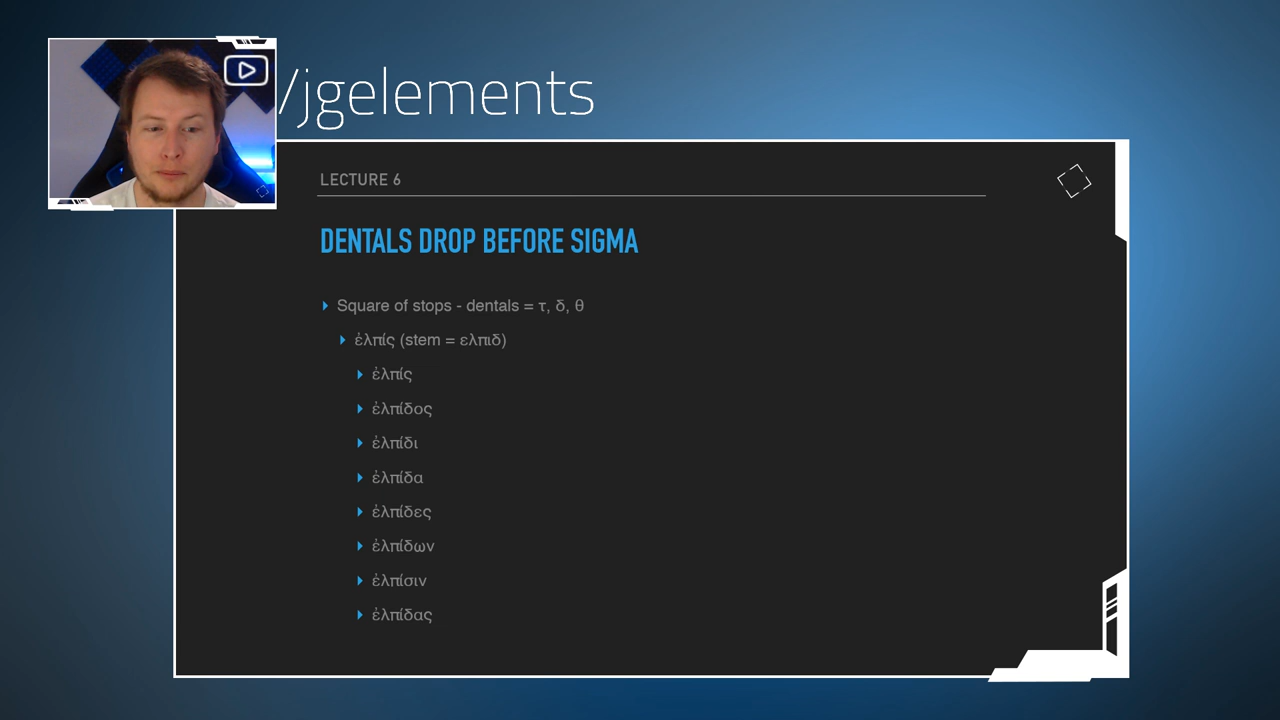 /jgelements
LECTURE 6
DENTALS DROP BEFORE SIGMA
Square of stops - dentals = τ, δ, θ
ἐλπίς (stem = ελπιδ)
ἐλπίς
ἐλπίδος
ἐλπίδι
ἐλπίδα
ἐλπίδες
ἐλπίδων
ἐλπίσιν
ἐλπίδας